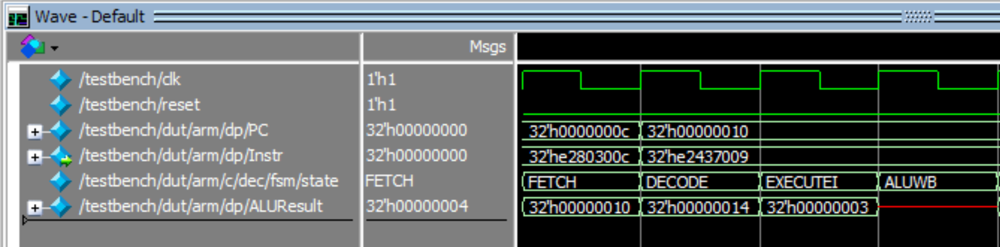 Wave - Default
Msgs
/testbench/clk 1'h1
/testbench/reset 1'h1
/testbench/dut/arm/dp/PC 32'h00000000 32'h0000000c 32'h00000010
/testbench/dut/arm/dp/Instr 32'h00000000 32'he280300c 32'he2437009
/testbench/dut/arm/c/dec/fsm/state FETCH FETCH DECODE EXECUTEI ALUWB
/testbench/dut/arm/dp/ALUResult 32'h00000004 32'h00000010 32'h00000014 32'h00000003